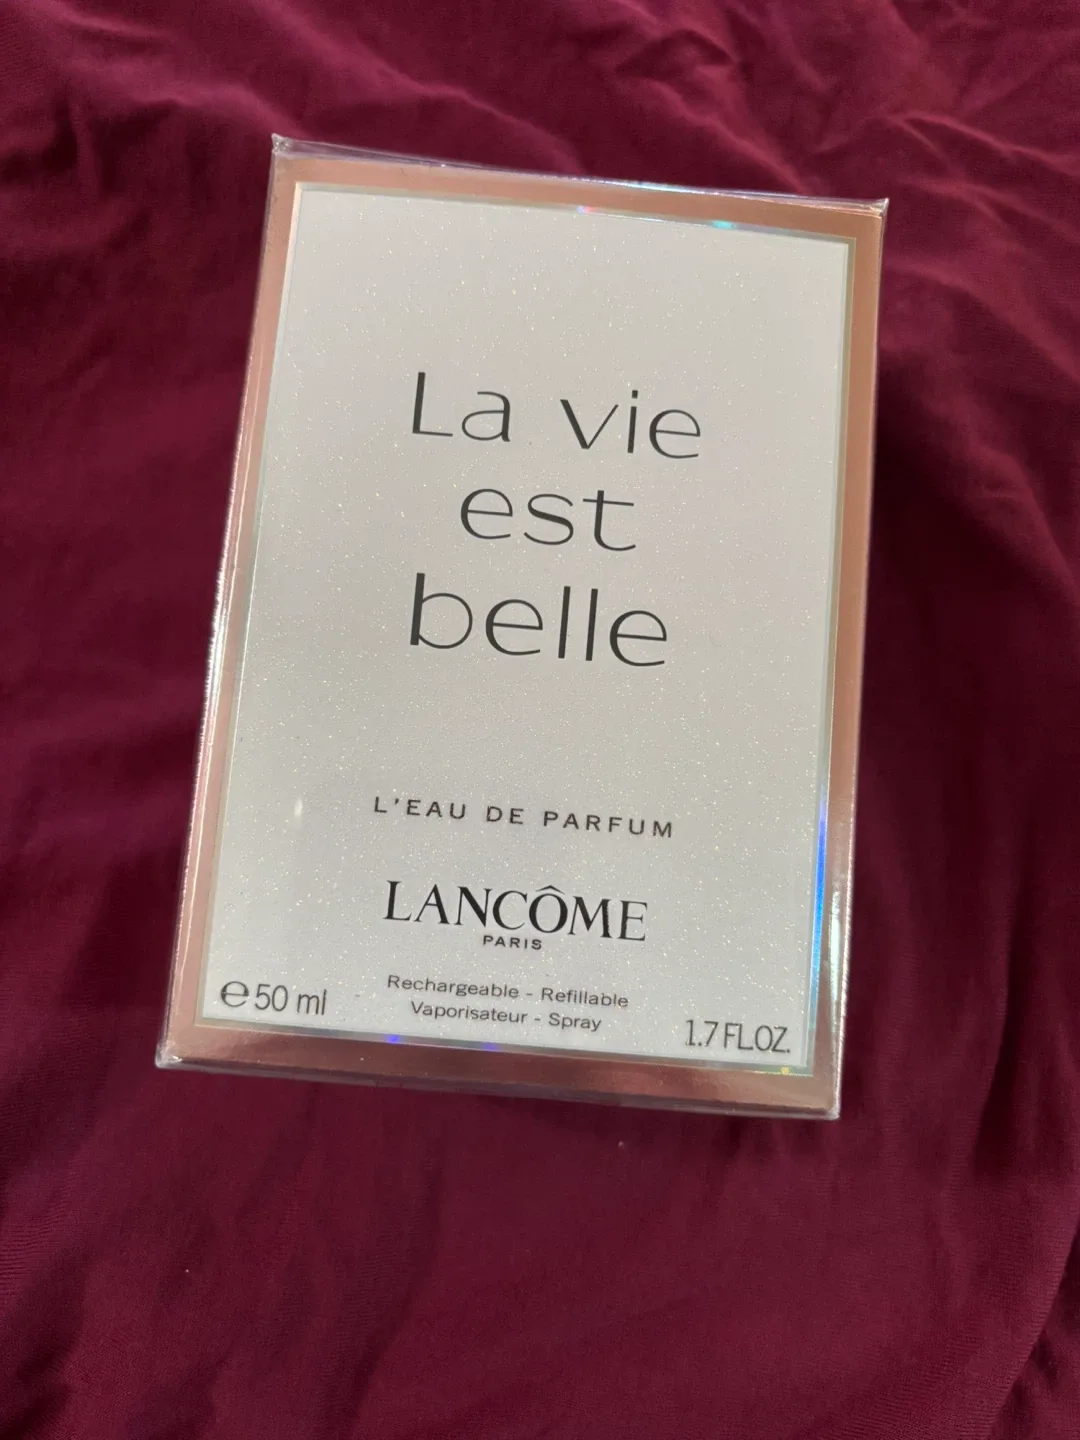 La vie
est
belle
L'EAU DE PARFUM
LANCÔME
PARIS
Rechargeable - Refillable
Vaporisateur - Spray
℮ 50 ml
1.7 FL.OZ.